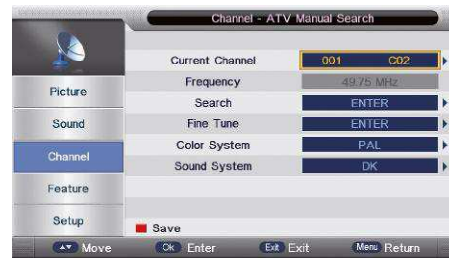 Channel - ATV Manual Search
Picture
Sound
Channel
Feature
Setup
Current Channel 001 C02
Frequency 49.75 MHz
Search ENTER
Fine Tune ENTER
Color System PAL
Sound System DK
Save
Move Ok Enter Exit Exit Menu Return